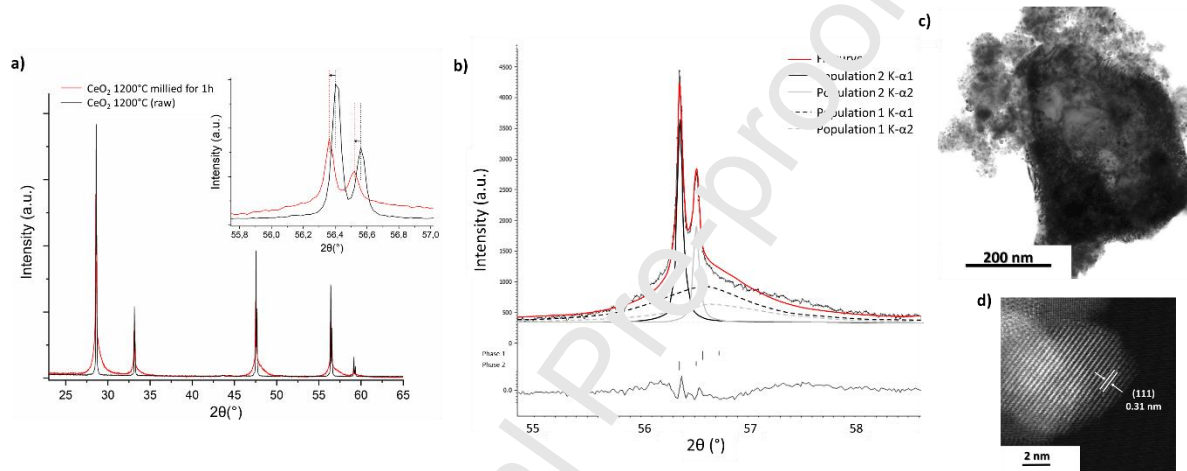 a)
CeO2 1200°C millied for 1h
CeO2 1200°C (raw)
Intensity (a.u.)
Intensity (a.u.)
55,8 56,0 56,2 56,4 56,6 56,8 57,0
2θ(°)
25 30 35 40 45 50 55 60 65
2θ(°)
b)
Population 2 K-α1
Population 2 K-α2
Population 1 K-α1
Population 1 K-α2
Intensity (a.u.)
4500
4000
3500
3000
2500
2000
1500
1000
500
0
Phase 1
Phase 2
0.0
55 56 57 58
2θ (°)
c)
200 nm
d)
(111)
0.31 nm
2 nm